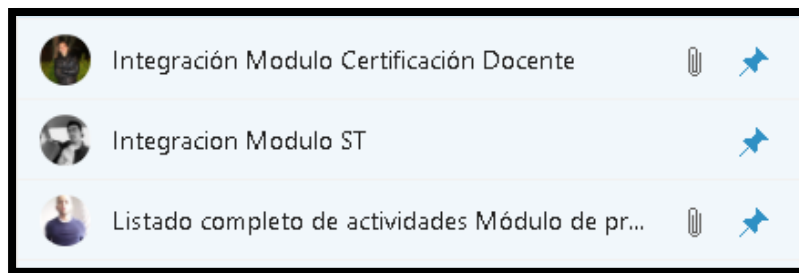 Integración Modulo Certificación Docente
Integracion Modulo ST
Listado completo de actividades Módulo de pr...